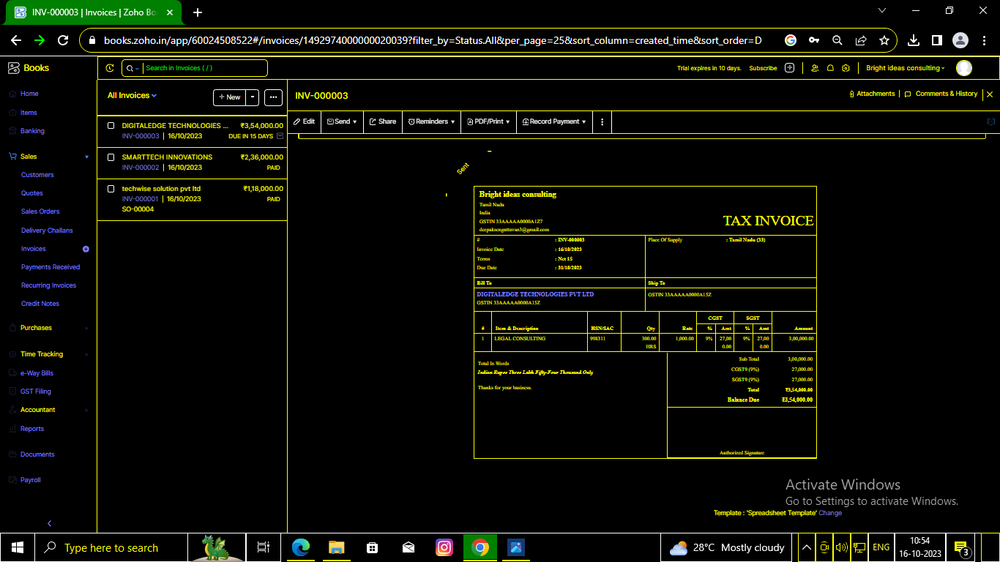 INV-000003 | Invoices | Zoho Bo
books.zoho.in/app/60024508522#/invoices/1492974000000020039?filter_by=Status.All&per_page=25&sort_column=created_time&sort_order=D
Books
Search in Invoices ( / )
Trial expires in 10 days. Subscribe
Bright ideas consulting
Home
Items
Banking
Sales
Customers
Quotes
Sales Orders
Delivery Challans
Invoices
Payments Received
Recurring Invoices
Credit Notes
Purchases
Time Tracking
e-Way Bills
GST Filing
Accountant
Reports
Documents
Payroll
All Invoices
+ New
DIGITALEDGE TECHNOLOGIES ... ₹3,54,000.00
INV-000003 | 16/10/2023 DUE IN 15 DAYS
SMARTTECH INNOVATIONS ₹2,36,000.00
INV-000002 | 16/10/2023 PAID
techwise solution pvt ltd ₹1,18,000.00
INV-000001 | 16/10/2023 PAID
SO-00004
INV-000003
Attachments
Comments & History
Edit
Send
Share
Reminders
PDF/Print
Record Payment
Sent
Bright ideas consulting
Tamil Nadu
India
GSTIN 33AAAAA0000A1Z7
deepaksenguttuvan3@gmail.com
TAX INVOICE
# : INV-000003
Invoice Date : 16/10/2023
Terms : Net 15
Due Date : 31/10/2023
Place Of Supply : Tamil Nadu (33)
Bill To
DIGITALEDGE TECHNOLOGIES PVT LTD
GSTIN 33AAAAA0000A15Z
Ship To
GSTIN 33AAAAA0000A15Z
CGST SGST
# Item & Description HSN/SAC Qty Rate % Amt % Amt Amount
1 LEGAL CONSULTING 998311 300.00 1,000.00 9% 27,00 9% 27,00 3,00,000.00
HRS 0.00 0.00
Total In Words
Indian Rupee Three Lakh Fifty-Four Thousand Only
Thanks for your business.
Sub Total 3,00,000.00
CGST9 (9%) 27,000.00
SGST9 (9%) 27,000.00
Total ₹3,54,000.00
Balance Due ₹3,54,000.00
Authorized Signature
Activate Windows
Go to Settings to activate Windows.
Template : 'Spreadsheet Template' Change
Type here to search
28°C Mostly cloudy
ENG
10:54
16-10-2023
3